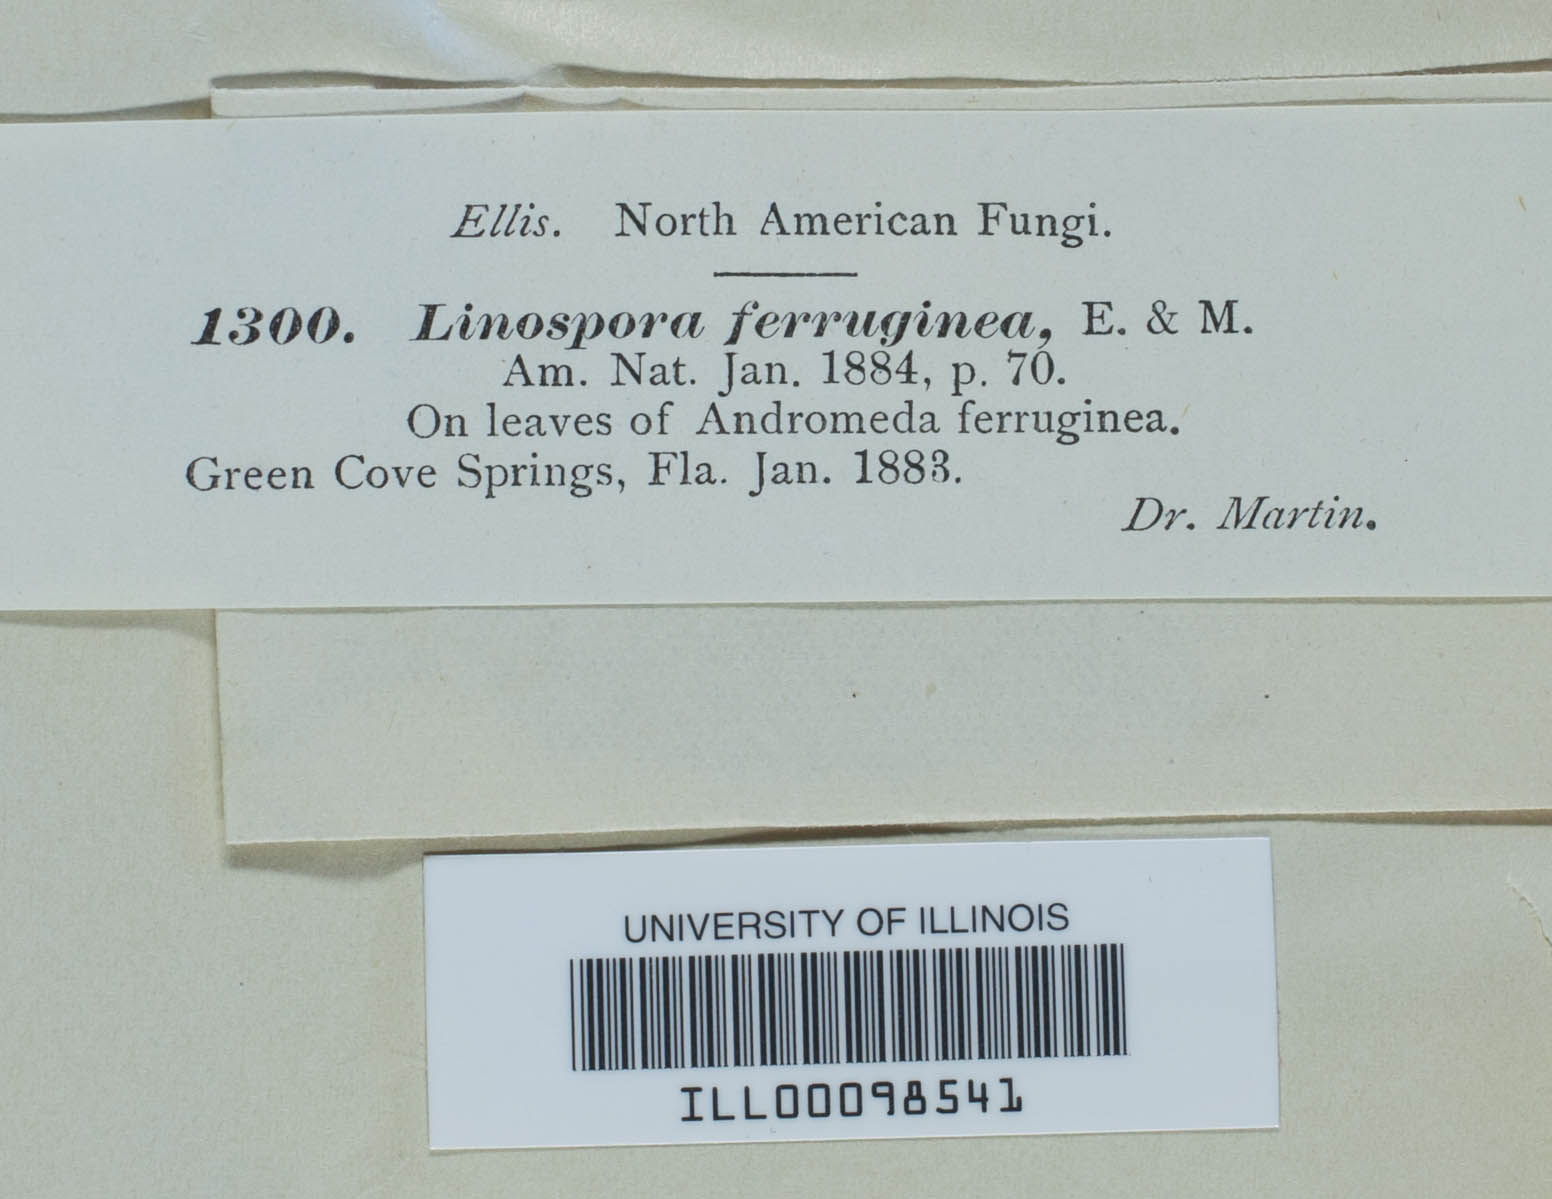 Ellis. North American Fungi.
1300. Linospora ferruginea, E. & M.
Am. Nat. Jan. 1884, p. 70.
On leaves of Andromeda ferruginea.
Green Cove Springs, Fla. Jan. 1883.
Dr. Martin.
UNIVERSITY OF ILLINOIS
ILL00098541